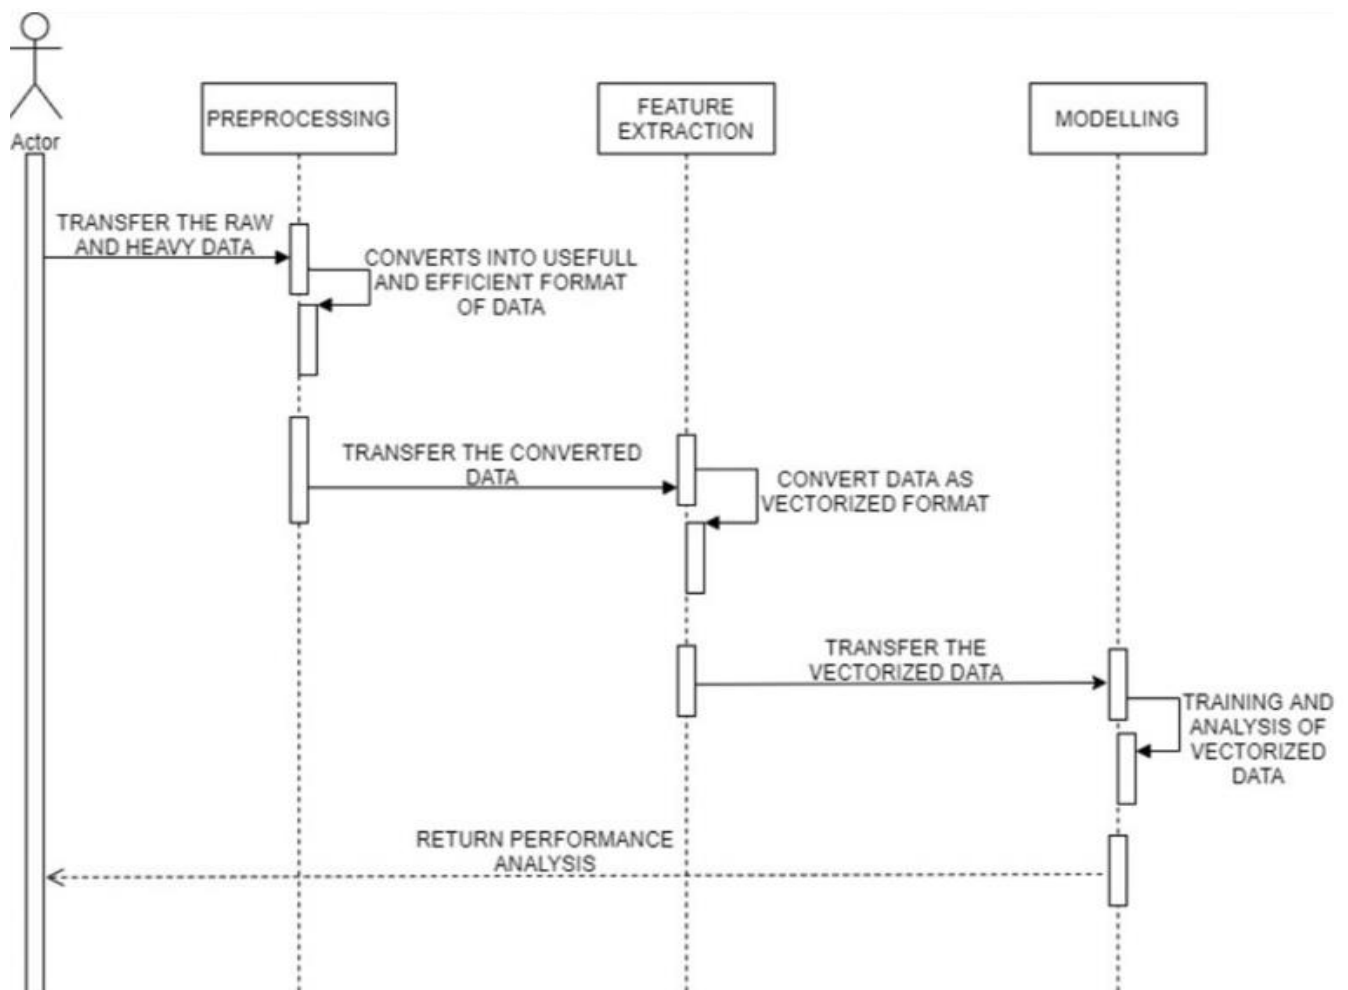 Actor
PREPROCESSING
FEATURE
EXTRACTION
MODELLING
TRANSFER THE RAW
AND HEAVY DATA
CONVERTS INTO USEFULL
AND EFFICIENT FORMAT
OF DATA
TRANSFER THE CONVERTED
DATA
CONVERT DATA AS
VECTORIZED FORMAT
TRANSFER THE
VECTORIZED DATA
TRAINING AND
ANALYSIS OF
VECTORIZED
DATA
RETURN PERFORMANCE
ANALYSIS